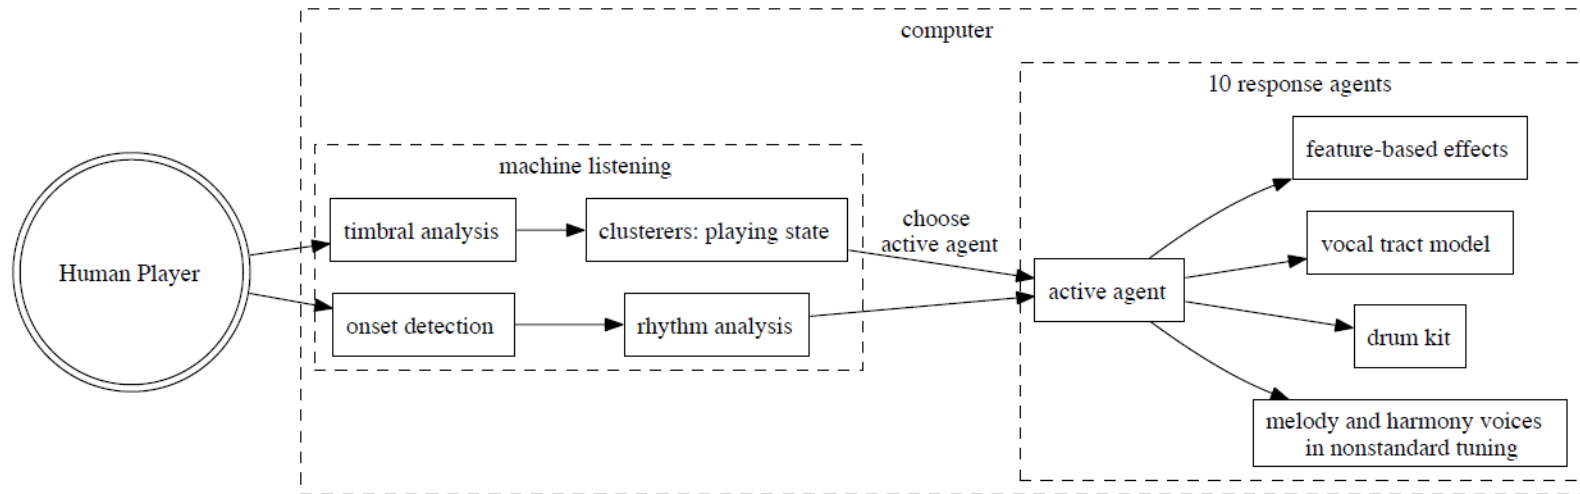 computer
10 response agents
feature-based effects
machine listening
timbral analysis
clusterers: playing state
choose
active agent
vocal tract model
Human Player
active agent
onset detection
rhythm analysis
drum kit
melody and harmony voices
in nonstandard tuning